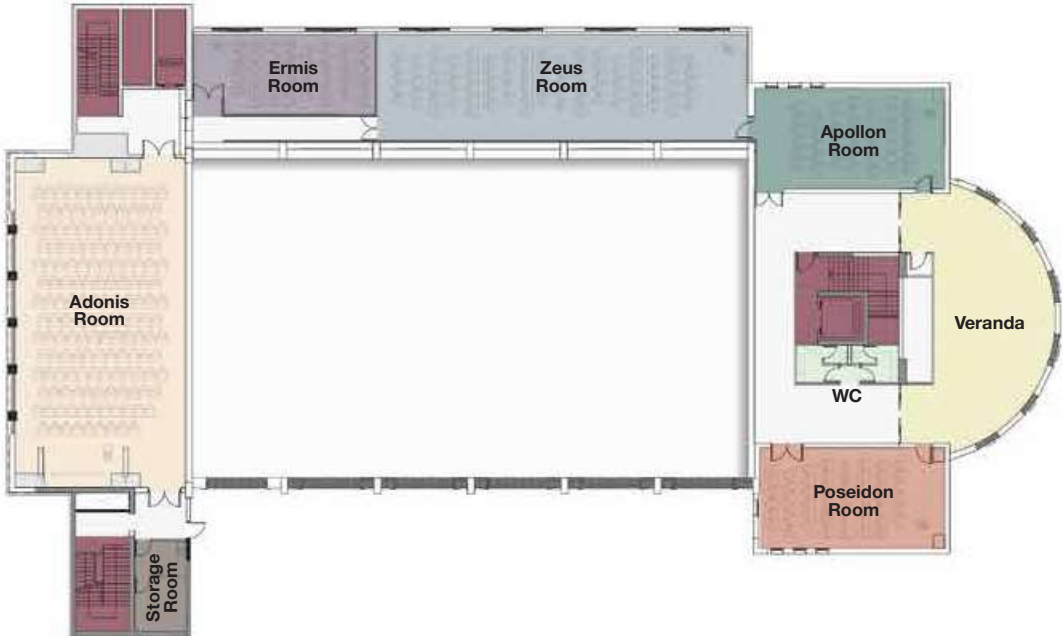 Ermis
Room
Zeus
Room
Apollon
Room
Adonis
Room
Veranda
WC
Poseidon
Room
Storage
Room